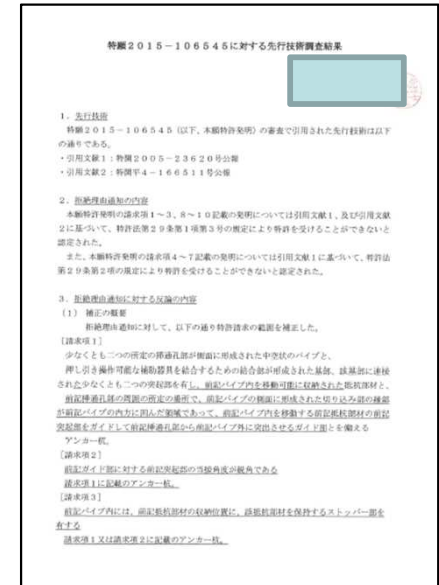 特願2015-106545に対する先行技術調査結果
1．先行技術
特願2015-106545（以下、本願特許発明）の審査で引用された先行技術は以下
の通りである。
・引用文献1：特開2005-23620号公報
・引用文献2：特開平4-166511号公報
2．拒絶理由通知の内容
本願特許発明の請求項1～3、8～10記載の発明については引用文献1、及び引用文献
2に基づいて、特許法第29条第1項第3号の規定により特許を受けることができないと
認定された。
また、本願特許発明の請求項4～7記載の発明については引用文献1に基づいて、特許法
第29条第2項の規定により特許を受けることができないと認定された。
3．拒絶理由通知に対する反論の内容
（1） 補正の概要
拒絶理由通知に対して、以下の通り特許請求の範囲を補正した。
［請求項1］
少なくとも二つの所定の挿通孔部が側面に形成された中空状のパイプと、
押し引き操作可能な補助器具を結合するための結合部が形成された基部、該基部に連接
された少なくとも二つの突起部を有し、前記パイプ内を移動可能に収納された抵抗部材と、
前記挿通孔部の周囲の所定の箇所で、前記パイプの側面に形成された切り込み部の縁部
が前記パイプの内方に凹んだ領域であって、前記パイプ内を移動する前記抵抗部材の前記
突起部をガイドして前記挿通孔部から前記パイプ外に突出させるガイド部とを備える
アンカー杭。
［請求項2］
前記ガイド部に対する前記突起部の当接角度が鋭角である
請求項1に記載のアンカー杭。
［請求項3］
前記パイプ内には、前記抵抗部材の収納位置に、該抵抗部材を保持するストッパー部を
有する
請求項1又は請求項2に記載のアンカー杭。